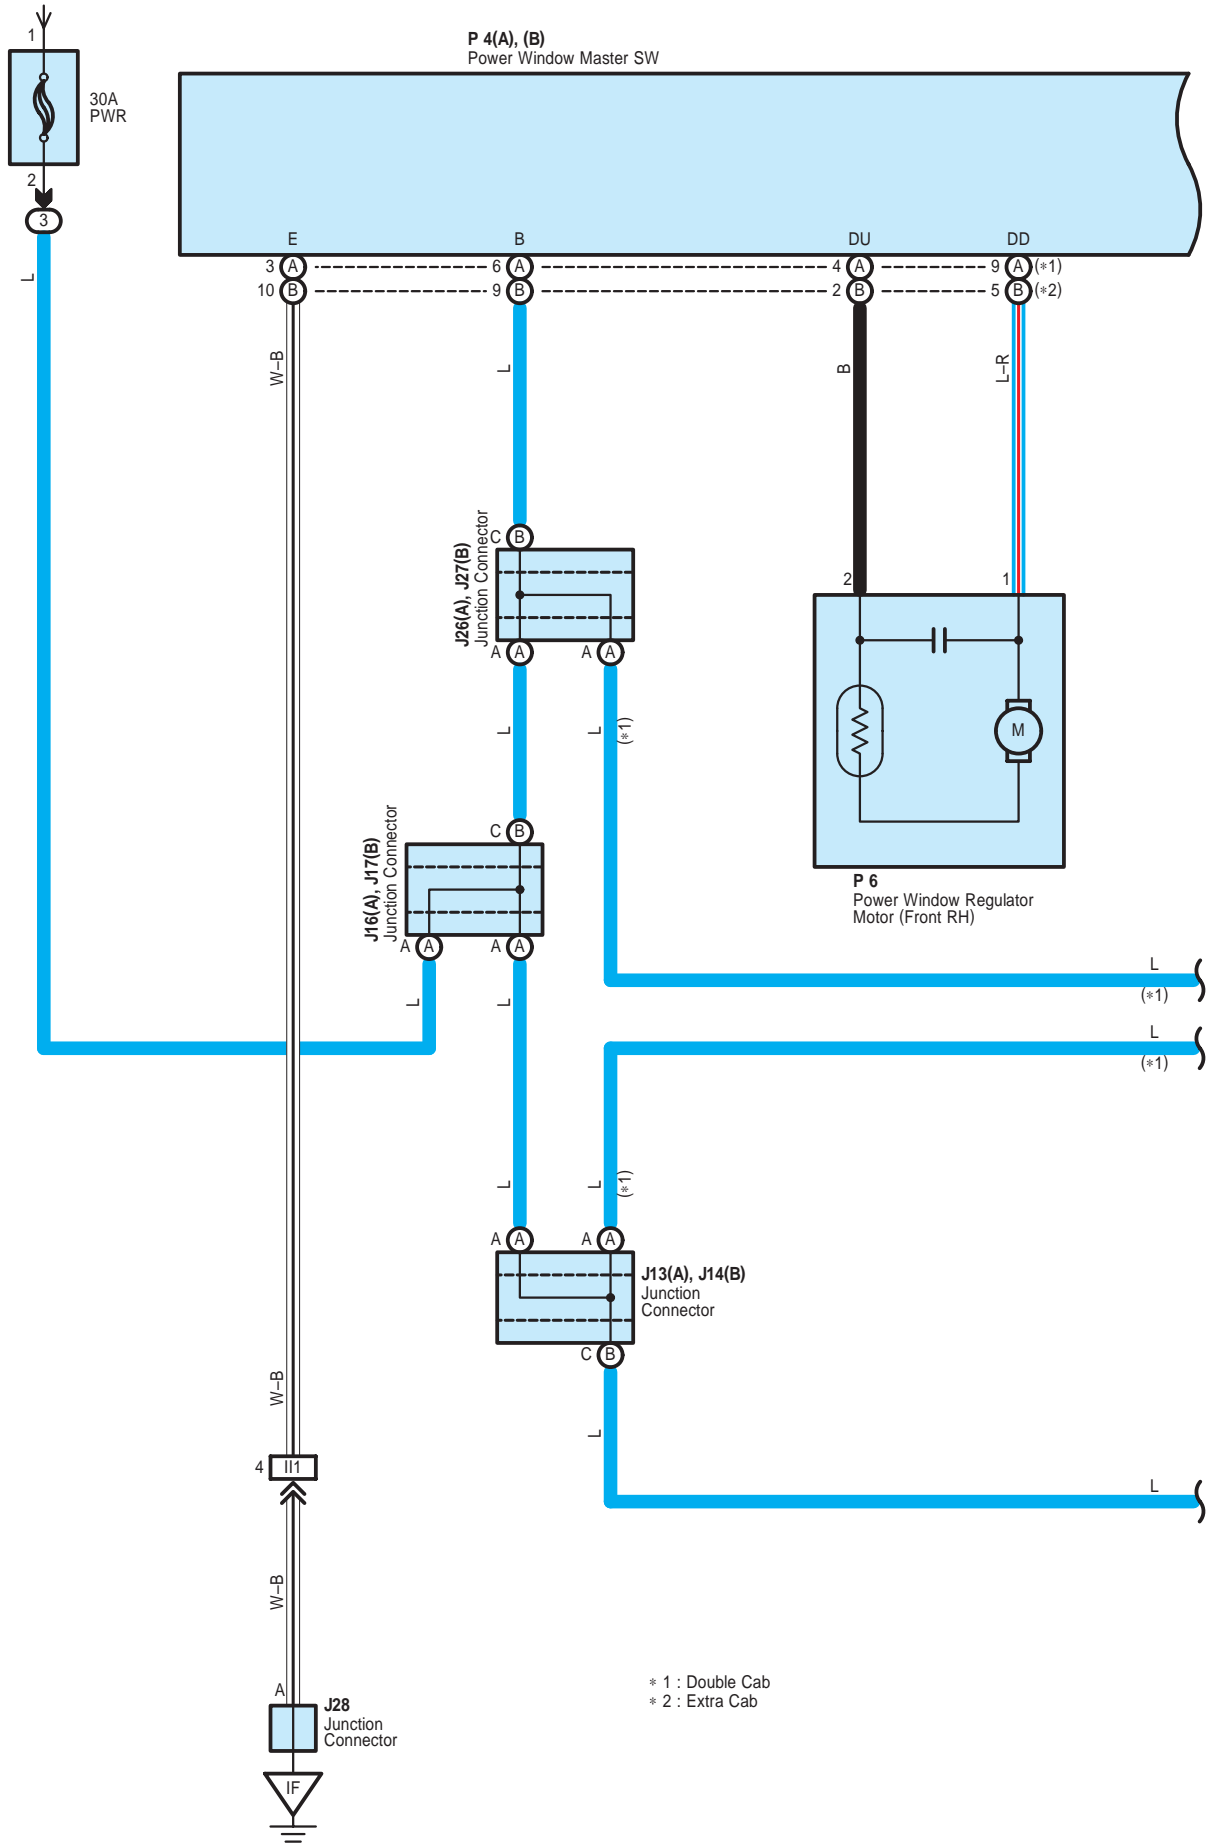 1
P 4(A), (B)
Power Window Master SW
30A
PWR
2
3
L
E
B
DU
DD
3 A
6 A
4 A
9 A (*1)
10 B
9 B
2 B
5 B (*2)
W–B
L
B
L–R
C B
J26(A), J27(B)
Junction Connector
2
1
A A
A A
L
L
(*1)
M
C B
J16(A), J17(B)
Junction Connector
P 6
Power Window Regulator
Motor (Front RH)
A A
A A
L
(*1)
L
L
L
(*1)
L
L
(*1)
A A
A A
J13(A), J14(B)
Junction
Connector
C B
W–B
L
4 II1
L
W–B
* 1 : Double Cab
* 2 : Extra Cab
A
J28
Junction
Connector
IF